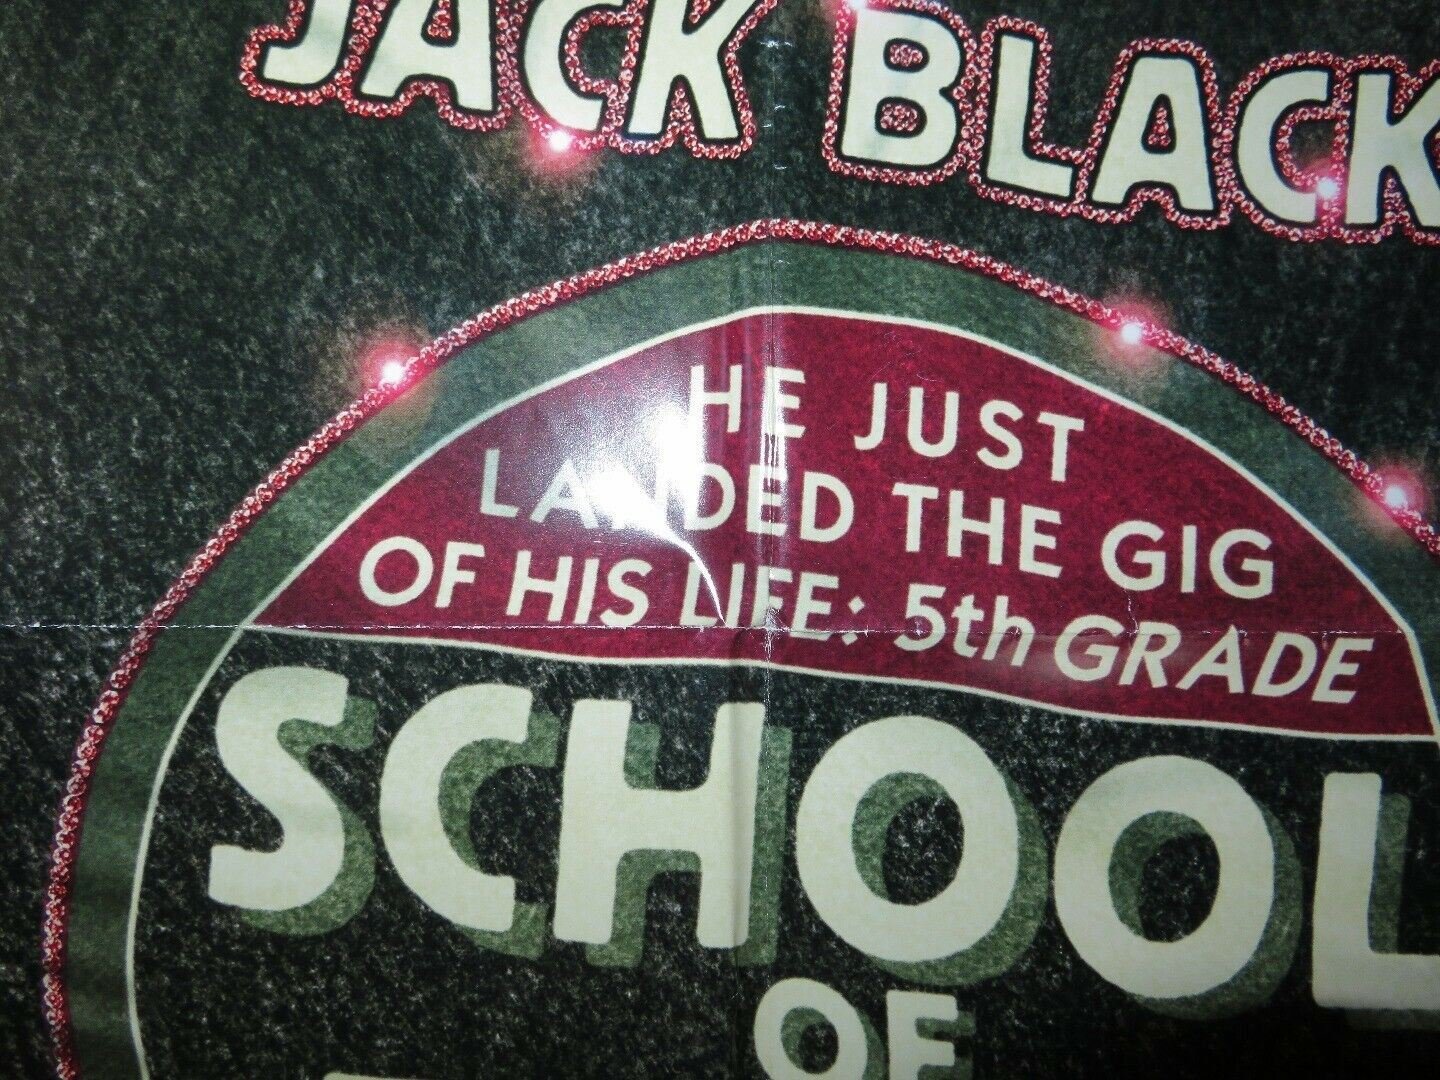 JACK BLACK
HE JUST
LANDED THE GIG
OF HIS LIFE: 5th GRADE
SCHOOL
OF